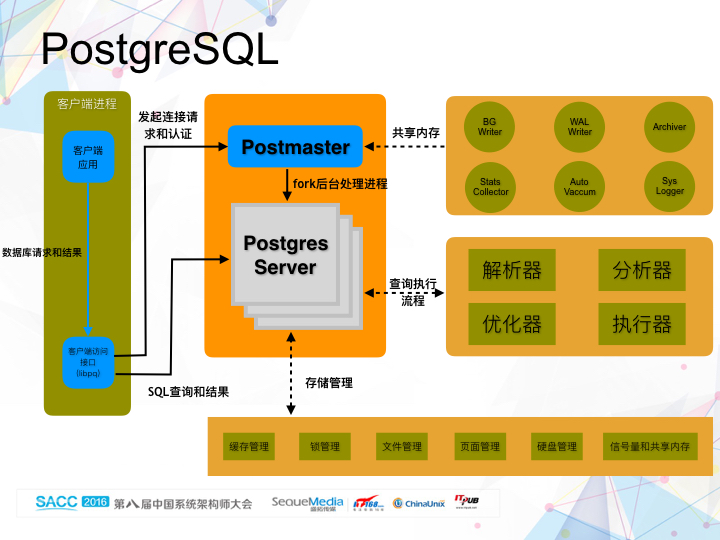 PostgreSQL
客户端进程
客户端
应用
数据库请求和结果
客户端访问
接口
(libpq)
发起连接请
求和认证
Postmaster
fork后台处理进程
Postgres
Server
SQL查询和结果
共享内存
BG
Writer
WAL
Writer
Archiver
Stats
Collector
Auto
Vaccum
Sys
Logger
查询执行
流程
解析器
分析器
优化器
执行器
存储管理
缓存管理
锁管理
文件管理
页面管理
硬盘管理
信号量和共享内存
SACC 2016 第八届中国系统架构师大会
SequeMedia
盛拓传媒
IT168.com
ChinaUnix
ITPUB
www.itpub.net